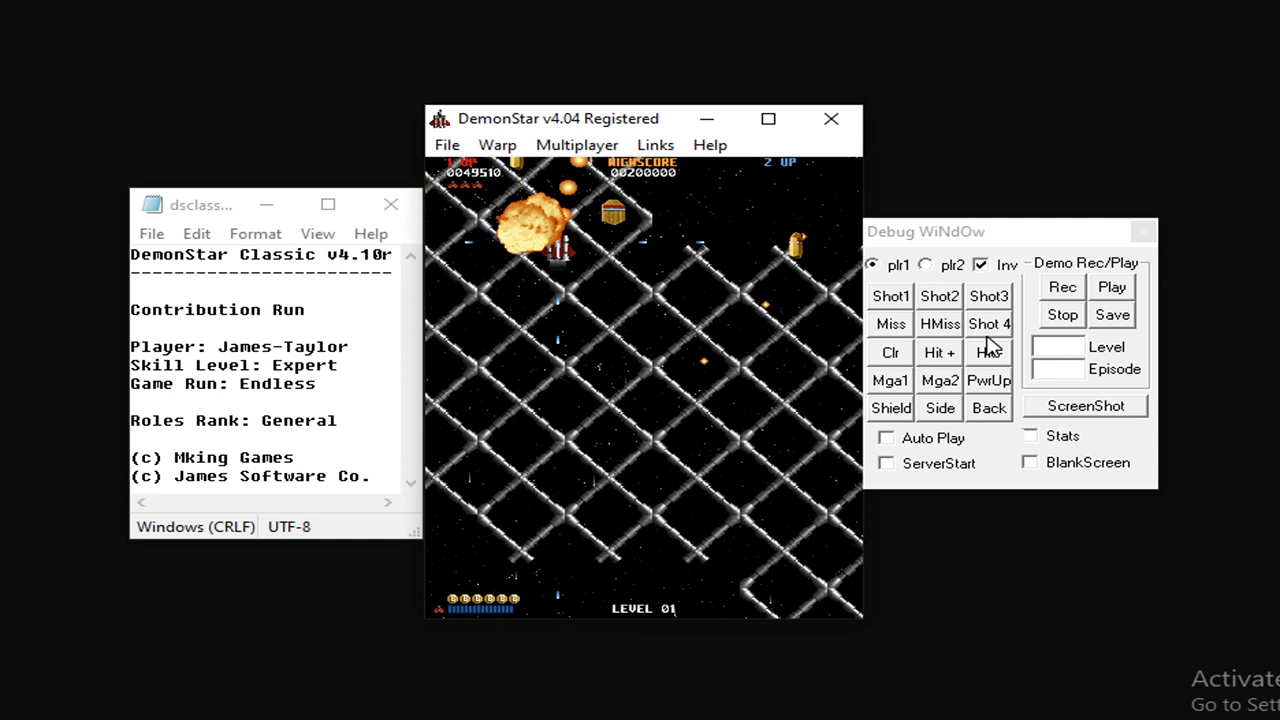 dsclass...
File Edit Format View Help
DemonStar Classic v4.10r
------------------------
Contribution Run
Player: James-Taylor
Skill Level: Expert
Game Run: Endless
Roles Rank: General
(c) Mking Games
(c) James Software Co.
Windows (CRLF) UTF-8
DemonStar v4.04 Registered
File Warp Multiplayer Links Help
1 UP HIGHSCORE 2 UP
0049510 00200000
LEVEL 01
Debug WiNdOw
plr1 plr2 Inv
Shot1 Shot2 Shot3
Miss HMiss Shot 4
Clr Hit +
Mga1 Mga2 PwrUp
Shield Side Back
Auto Play
ServerStart
Demo Rec/Play
Rec Play
Stop Save
Level
Episode
ScreenShot
Stats
BlankScreen
Activate
Go to Sett